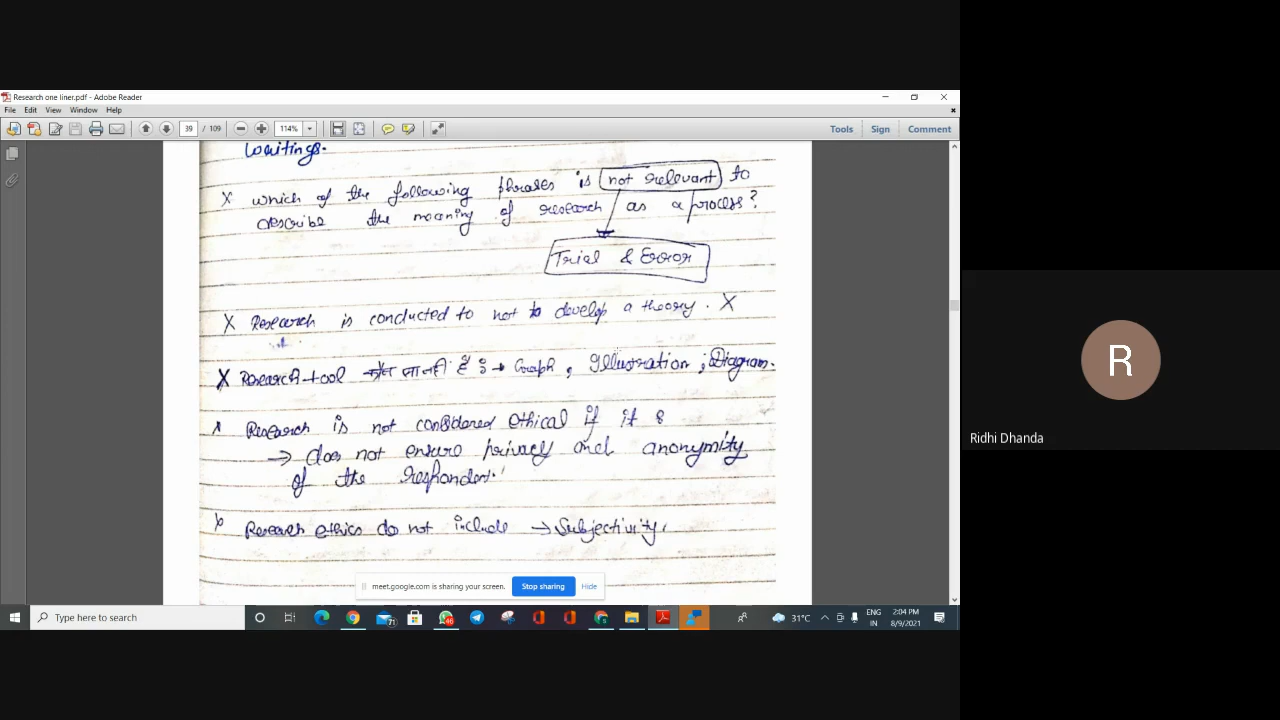 Research one liner.pdf - Adobe Reader
File Edit View Window Help
39 / 109 114% Tools Sign Comment
Writings.
X which of the following phrases is not relevant to
describe the meaning of research as a process?
Trial & Error
X Research is conducted to not to develop a theory. X
X Research tool कौन सा नहीं है ? → Graph, Illustration, Diagram.
Research is not considered ethical if it :
→ does not ensure privacy and anonymity
of the respondent.
Research ethics do not include → Subjectivity.
meet.google.com is sharing your screen. Stop sharing Hide
Type here to search
71
31°C
ENG
IN
2:04 PM
8/9/2021
R
Ridhi Dhanda